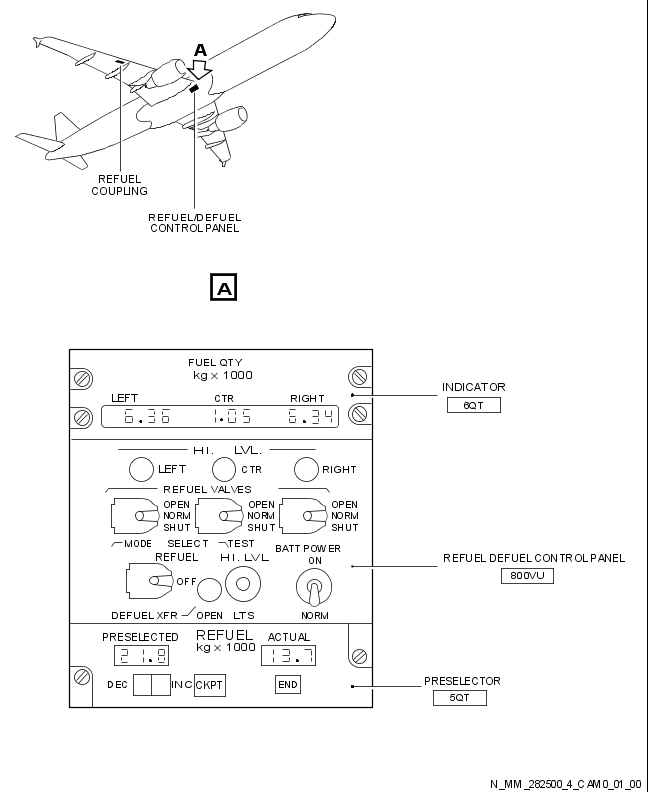 A
REFUEL
COUPLING
REFUEL/DEFUEL
CONTROL PANEL
A
FUEL QTY
kg x 1000
LEFT CTR RIGHT
6.36 1.05 6.34
INDICATOR
6QT
HI. LVL.
LEFT CTR RIGHT
REFUEL VALVES
OPEN OPEN OPEN
NORM NORM NORM
SHUT SHUT SHUT
MODE SELECT TEST
BATT POWER
REFUEL HI. LVL ON
OFF
DEFUEL XFR OPEN LTS NORM
REFUEL DEFUEL CONTROL PANEL
800VU
PRESELECTED REFUEL ACTUAL
kg x 1000
21.8 13.7
DEC INC CKPT END
PRESELECTOR
5QT
N_MM_282500_4_CAM0_01_00